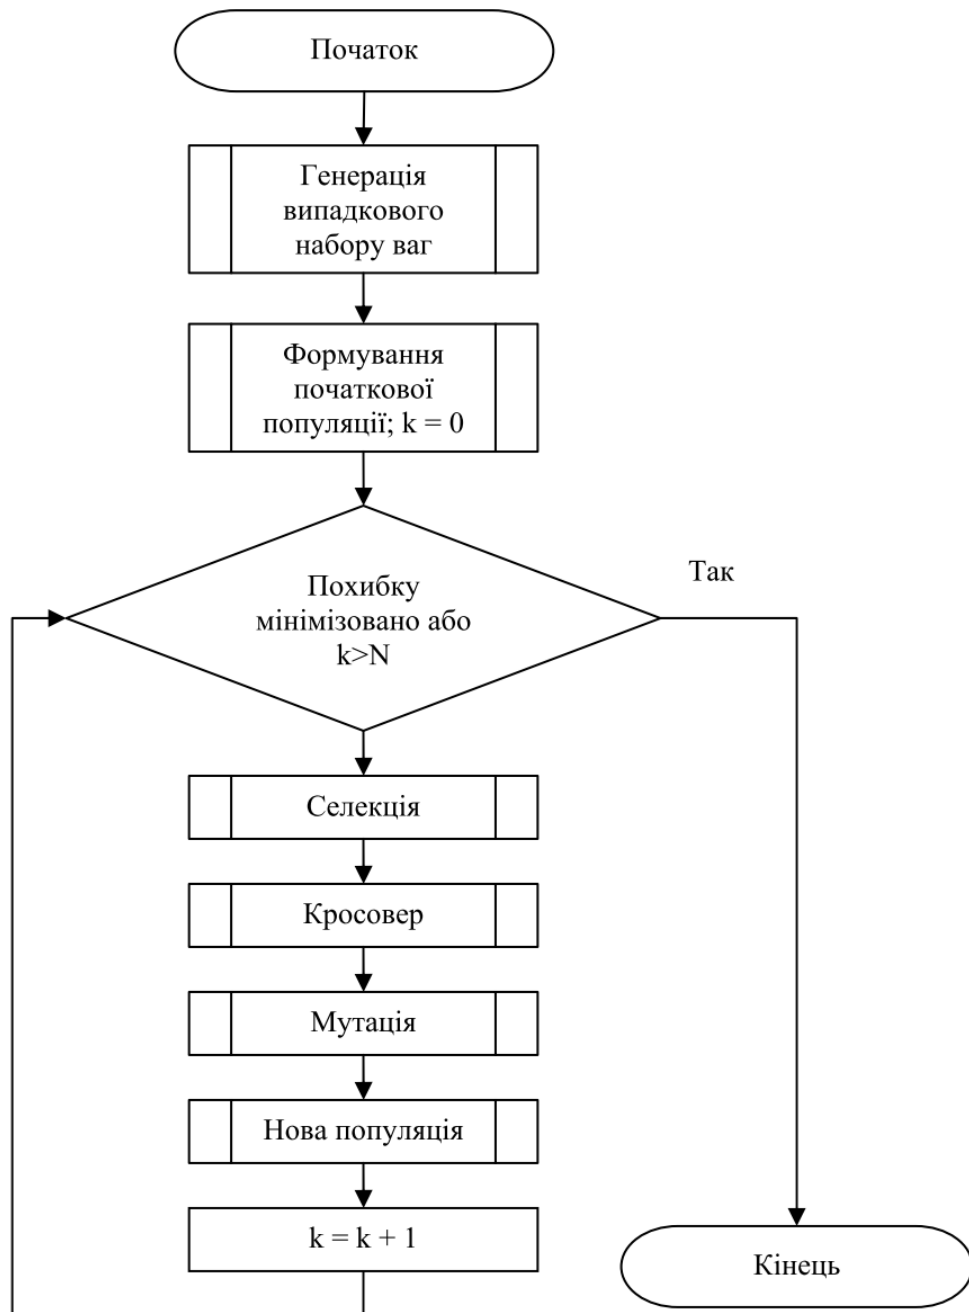 Початок
Генерація
випадкового
набору ваг
Формування
початкової
популяції; k = 0
Похибку
мінімізовано або
k>N
Так
Селекція
Кросовер
Мутація
Нова популяція
k = k + 1
Кінець